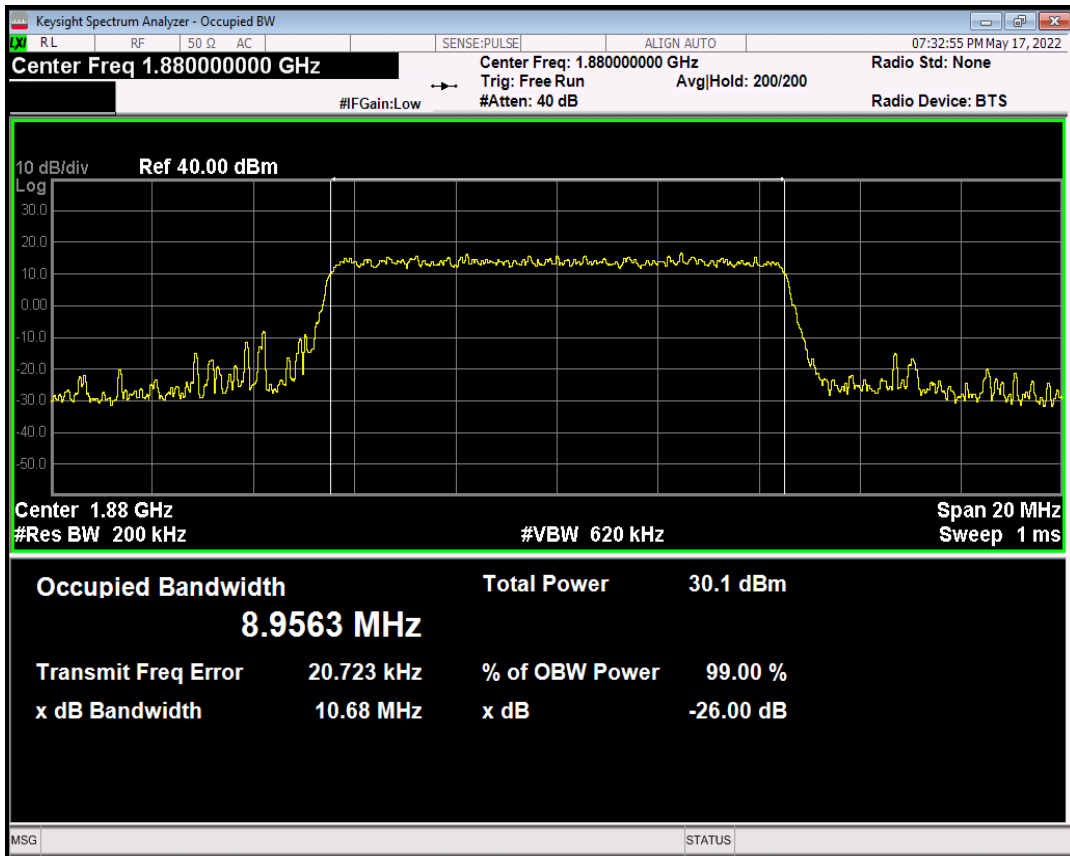 Keysight Spectrum Analyzer - Occupied BW
LXI RL RF 50 Ω AC SENSE:PULSE ALIGN AUTO 07:32:55 PM May 17, 2022
Center Freq 1.880000000 GHz Center Freq: 1.880000000 GHz Radio Std: None
Trig: Free Run Avg|Hold: 200/200
#IFGain:Low #Atten: 40 dB Radio Device: BTS
10 dB/div Ref 40.00 dBm
Log
30.0
20.0
10.0
0.00
-10.0
-20.0
-30.0
-40.0
-50.0
Center 1.88 GHz Span 20 MHz
#Res BW 200 kHz #VBW 620 kHz Sweep 1 ms
Occupied Bandwidth Total Power 30.1 dBm
8.9563 MHz
Transmit Freq Error 20.723 kHz % of OBW Power 99.00 %
x dB Bandwidth 10.68 MHz x dB -26.00 dB
MSG STATUS